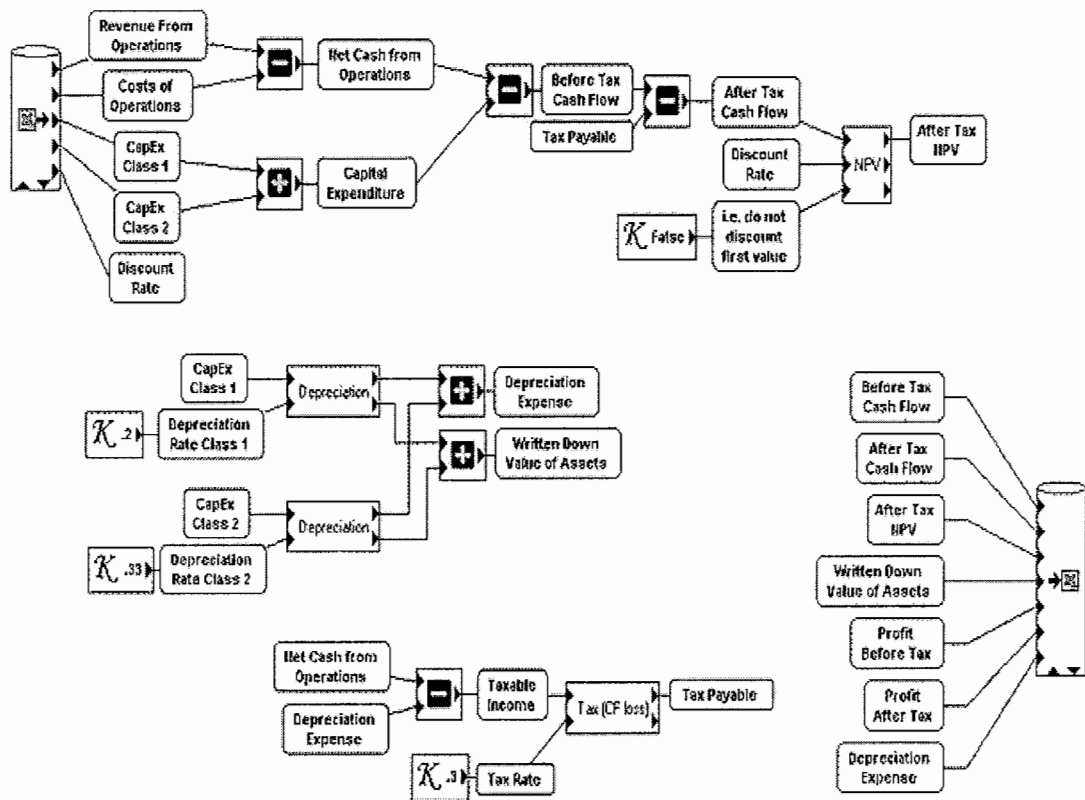 Revenue From
Operations
Costs of
Operations
CapEx
Class 1
CapEx
Class 2
Discount
Rate
Net Cash from
Operations
Capital
Expenditure
Before Tax
Cash Flow
Tax Payable
After Tax
Cash Flow
Discount
Rate
K False
i.e. do not
discount
first value
NPV
After Tax
NPV
CapEx
Class 1
K .2
Depreciation
Rate Class 1
Depreciation
Depreciation
Expense
Written Down
Value of Assets
CapEx
Class 2
K .33
Depreciation
Rate Class 2
Depreciation
Net Cash from
Operations
Depreciation
Expense
Taxable
Income
K .3
Tax Rate
Tax (CF loss)
Tax Payable
Before Tax
Cash Flow
After Tax
Cash Flow
After Tax
NPV
Written Down
Value of Assets
Profit
Before Tax
Profit
After Tax
Depreciation
Expense